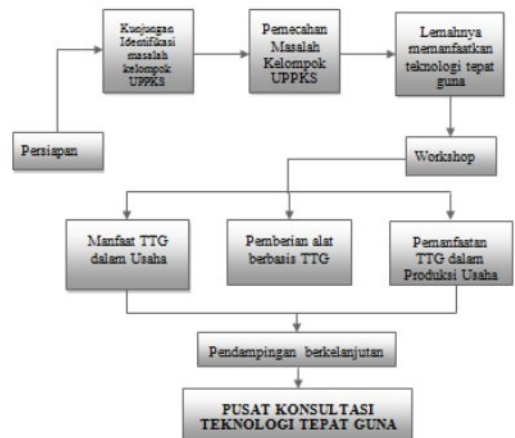 Kunjungan
Identifikasi
masalah
kelompok
UPPKS
Pemecahan
Masalah
Kelompok
UPPKS
Lemahnya
memanfaatkan
teknologi tepat
guna
Persiapan
Workshop
Manfaat TTG
dalam Usaha
Pemberian alat
berbasis TTG
Pemanfaatan
TTG dalam
Produksi Usaha
Pendampingan berkelanjutan
PUSAT KONSULTASI
TEKNOLOGI TEPAT GUNA